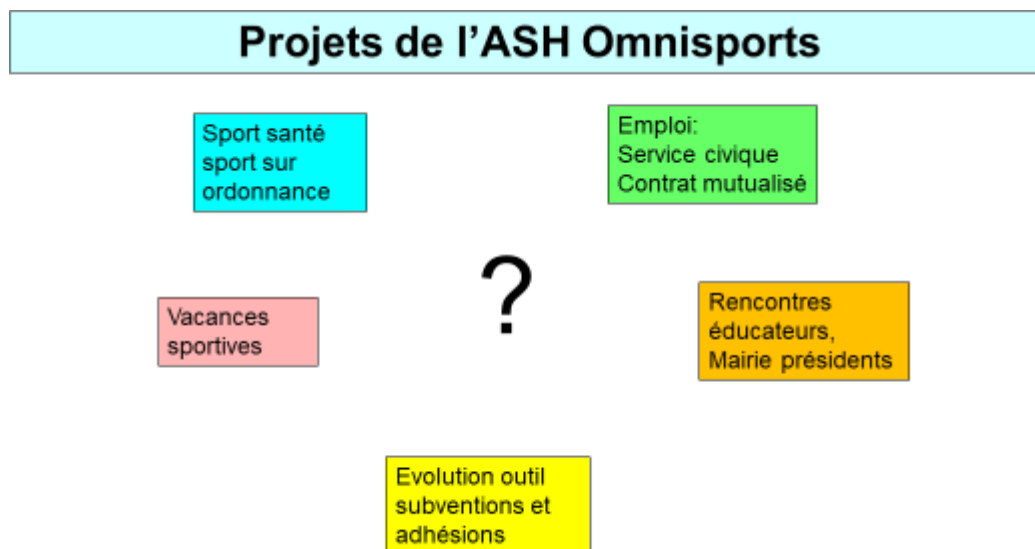 Projets de l'ASH Omnisports
Sport santé
sport sur
ordonnance
Emploi:
Service civique
Contrat mutualisé
?
Vacances
sportives
Rencontres
éducateurs,
Mairie présidents
Evolution outil
subventions et
adhésions